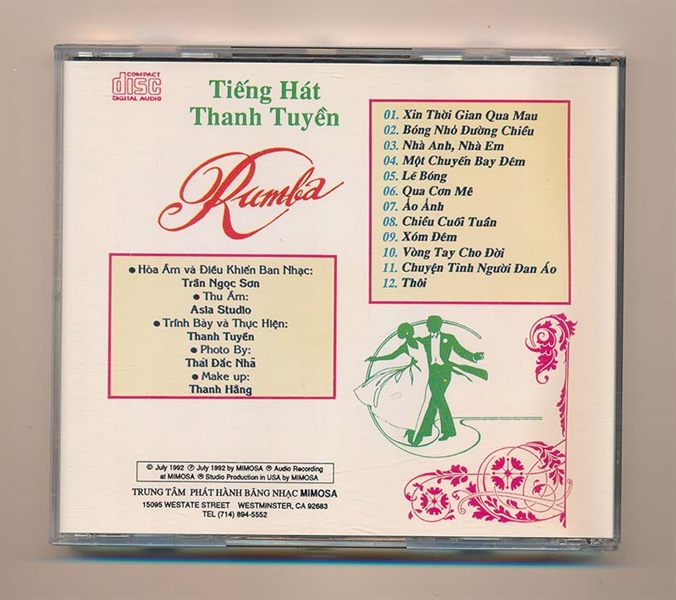 COMPACT
disc
DIGITAL AUDIO
Tiếng Hát
Thanh Tuyền
Rumba
01. Xin Thời Gian Qua Mau
02. Bóng Nhỏ Đường Chiều
03. Nhà Anh, Nhà Em
04. Một Chuyến Bay Đêm
05. Lẽ Bóng
06. Qua Cơn Mê
07. Ảo Ảnh
08. Chiều Cuối Tuần
09. Xóm Đêm
10. Vòng Tay Cho Đời
11. Chuyện Tình Người Đan Áo
12. Thôi
● Hòa Âm và Điều Khiển Ban Nhạc:
Trần Ngọc Sơn
● Thu Âm:
Asia Studio
● Trình Bày và Thực Hiện:
Thanh Tuyền
● Photo By:
Thái Đắc Nhã
● Make up:
Thanh Hằng
© July 1992 ℗ July 1992 by MIMOSA ® Audio Recording
at MIMOSA ® Studio Production in USA by MIMOSA
TRUNG TÂM PHÁT HÀNH BĂNG NHẠC MIMOSA
15095 WESTATE STREET WESTMINSTER, CA 92683
TEL (714) 894-5552